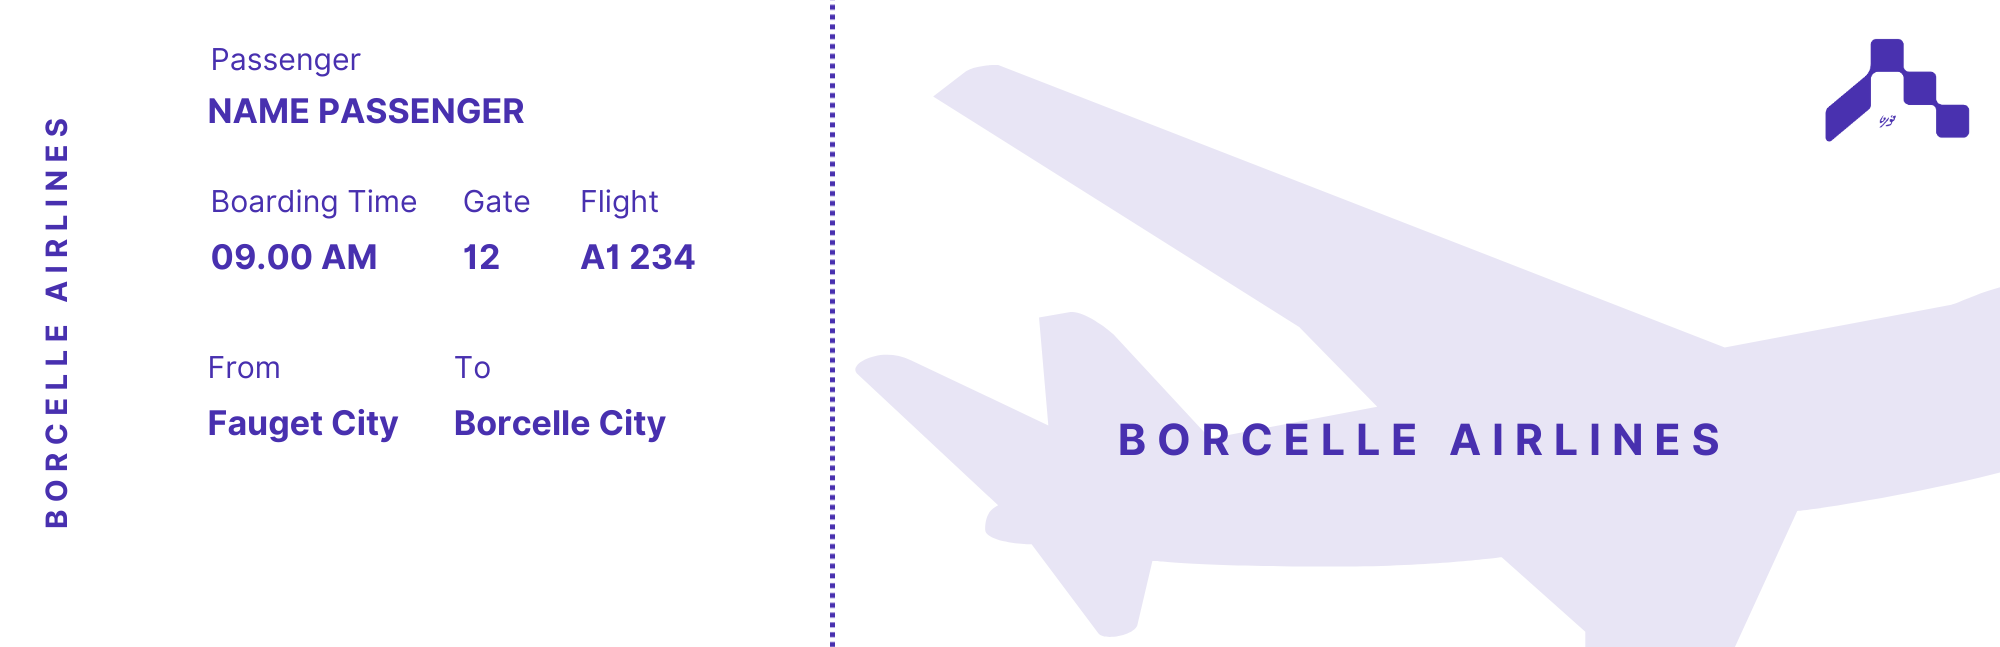 BORCELLE AIRLINES
Passenger
NAME PASSENGER
Boarding Time Gate Flight
09.00 AM 12 A1 234
From To
Fauget City Borcelle City
BORCELLE AIRLINES